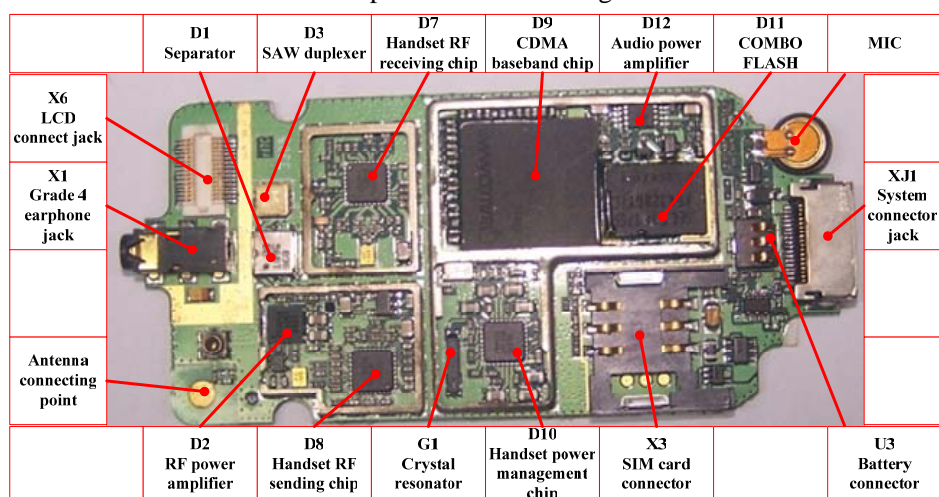 D1
Separator
D3
SAW duplexer
D7
Handset RF
receiving chip
D9
CDMA
baseband chip
D12
Audio power
amplifier
D11
COMBO
FLASH
MIC
X6
LCD
connect jack
X1
Grade 4
earphone
jack
XJ1
System
connector
jack
Antenna
connecting
point
D2
RF power
amplifier
D8
Handset RF
sending chip
G1
Crystal
resonator
D10
Handset power
management
chip
X3
SIM card
connector
U3
Battery
connector